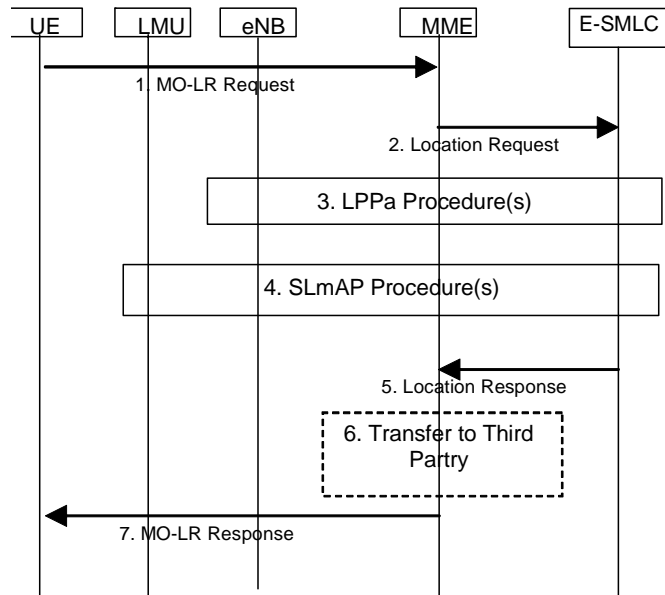 UE
LMU
eNB
MME
E-SMLC
1. MO-LR Request
2. Location Request
3. LPPa Procedure(s)
4. SLmAP Procedure(s)
5. Location Response
6. Transfer to Third
Partry
7. MO-LR Response